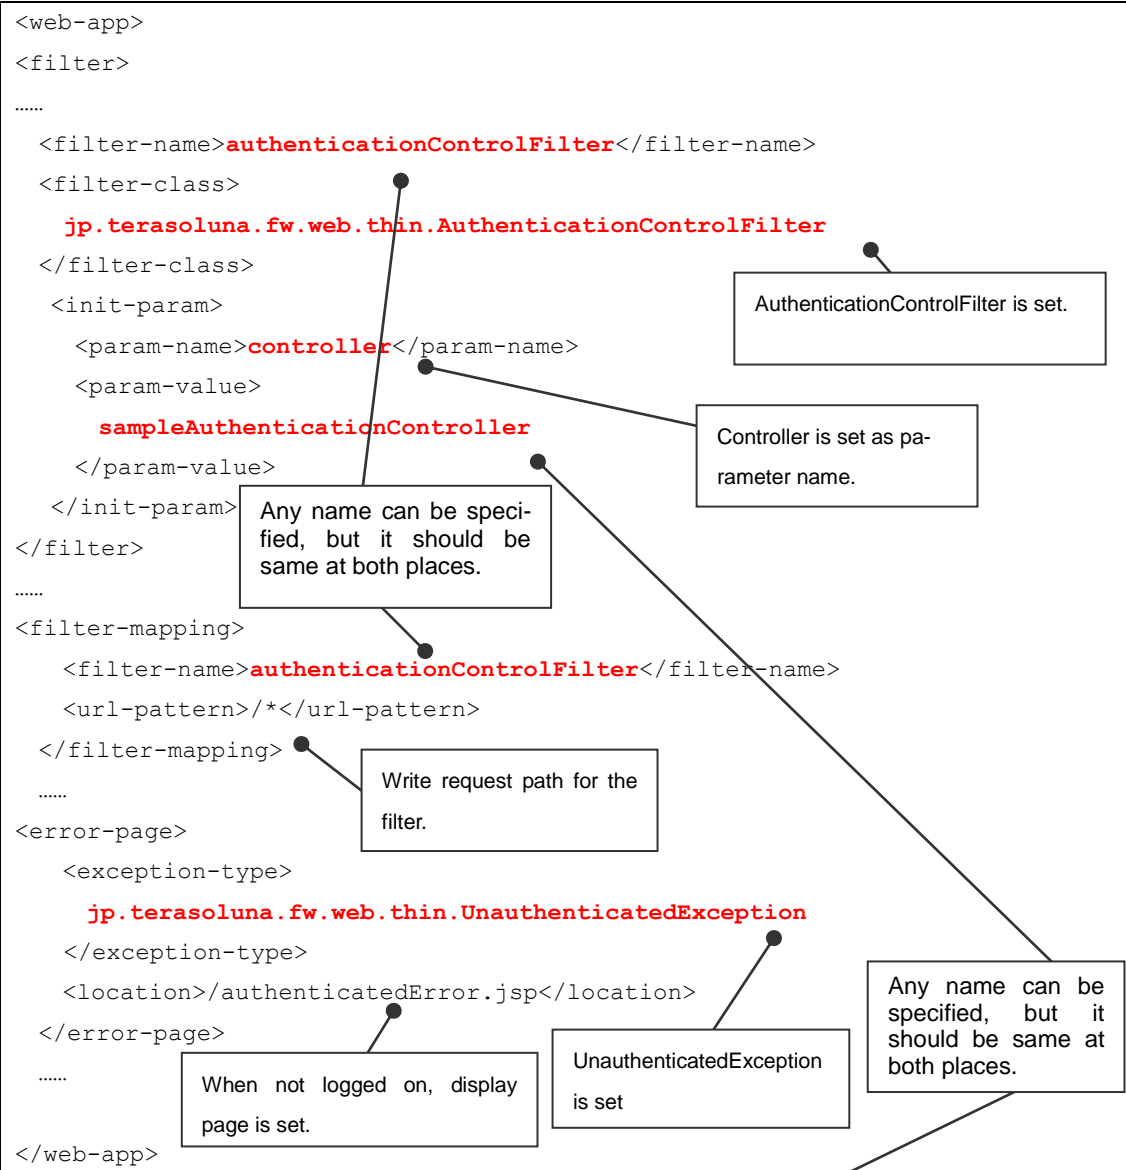 <web-app>
<filter>
……
<filter-name>authenticationControlFilter</filter-name>
<filter-class>
jp.terasoluna.fw.web.thin.AuthenticationControlFilter
</filter-class>
AuthenticationControlFilter is set.
<init-param>
<param-name>controller</param-name>
<param-value>
sampleAuthenticationController
Controller is set as pa-
rameter name.
</param-value>
</init-param>
Any name can be speci-
fied, but it should be
same at both places.
</filter>
……
<filter-mapping>
<filter-name>authenticationControlFilter</filter-name>
<url-pattern>/*</url-pattern>
</filter-mapping>
Write request path for the
filter.
……
<error-page>
<exception-type>
jp.terasoluna.fw.web.thin.UnauthenticatedException
</exception-type>
<location>/authenticatedError.jsp</location>
</error-page>
Any name can be
specified, but it
should be same at
both places.
UnauthenticatedException
is set
……
When not logged on, display
page is set.
</web-app>